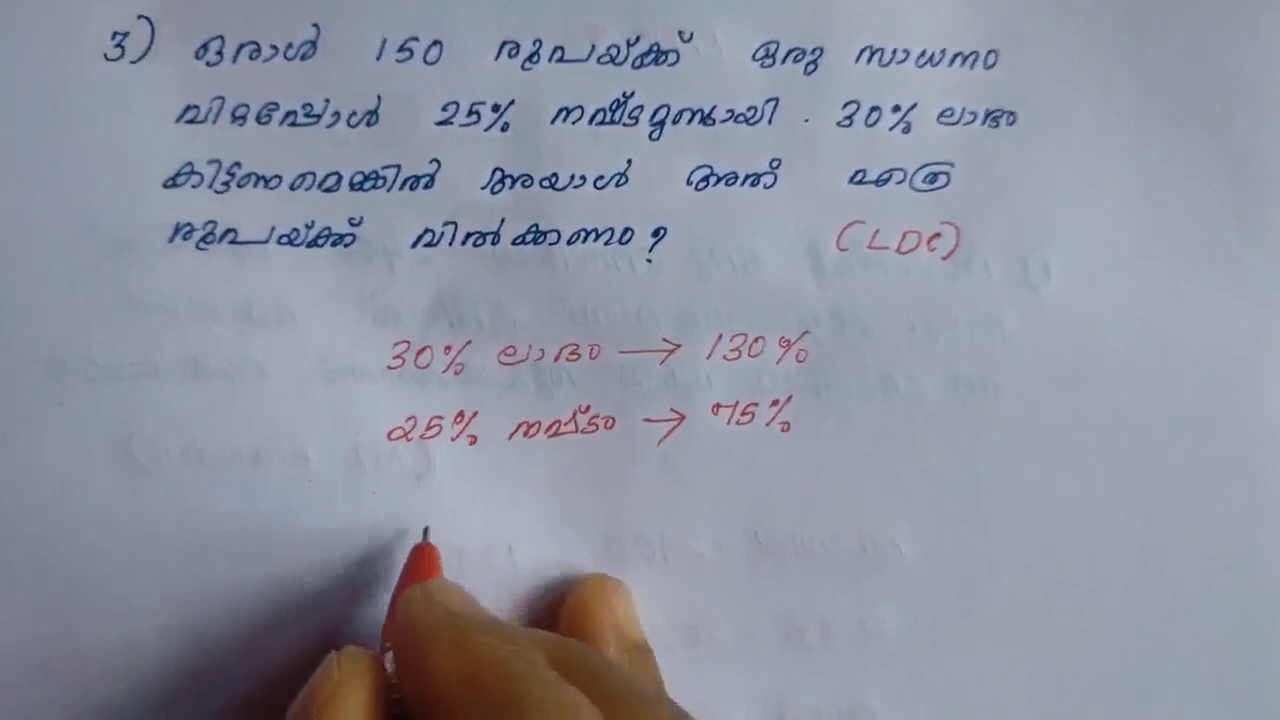 3) ഒരാൾ 150 രൂപയ്ക്ക് ഒരു സാധനം
വിറ്റപ്പോൾ 25% നഷ്ടമുണ്ടായി. 30% ലാഭം
കിട്ടണമെങ്കിൽ അയാൾ അത് എത്ര
രൂപയ്ക്ക് വിൽക്കണം? (LDC)
30% ലാഭം → 130%
25% നഷ്ടം → 75%